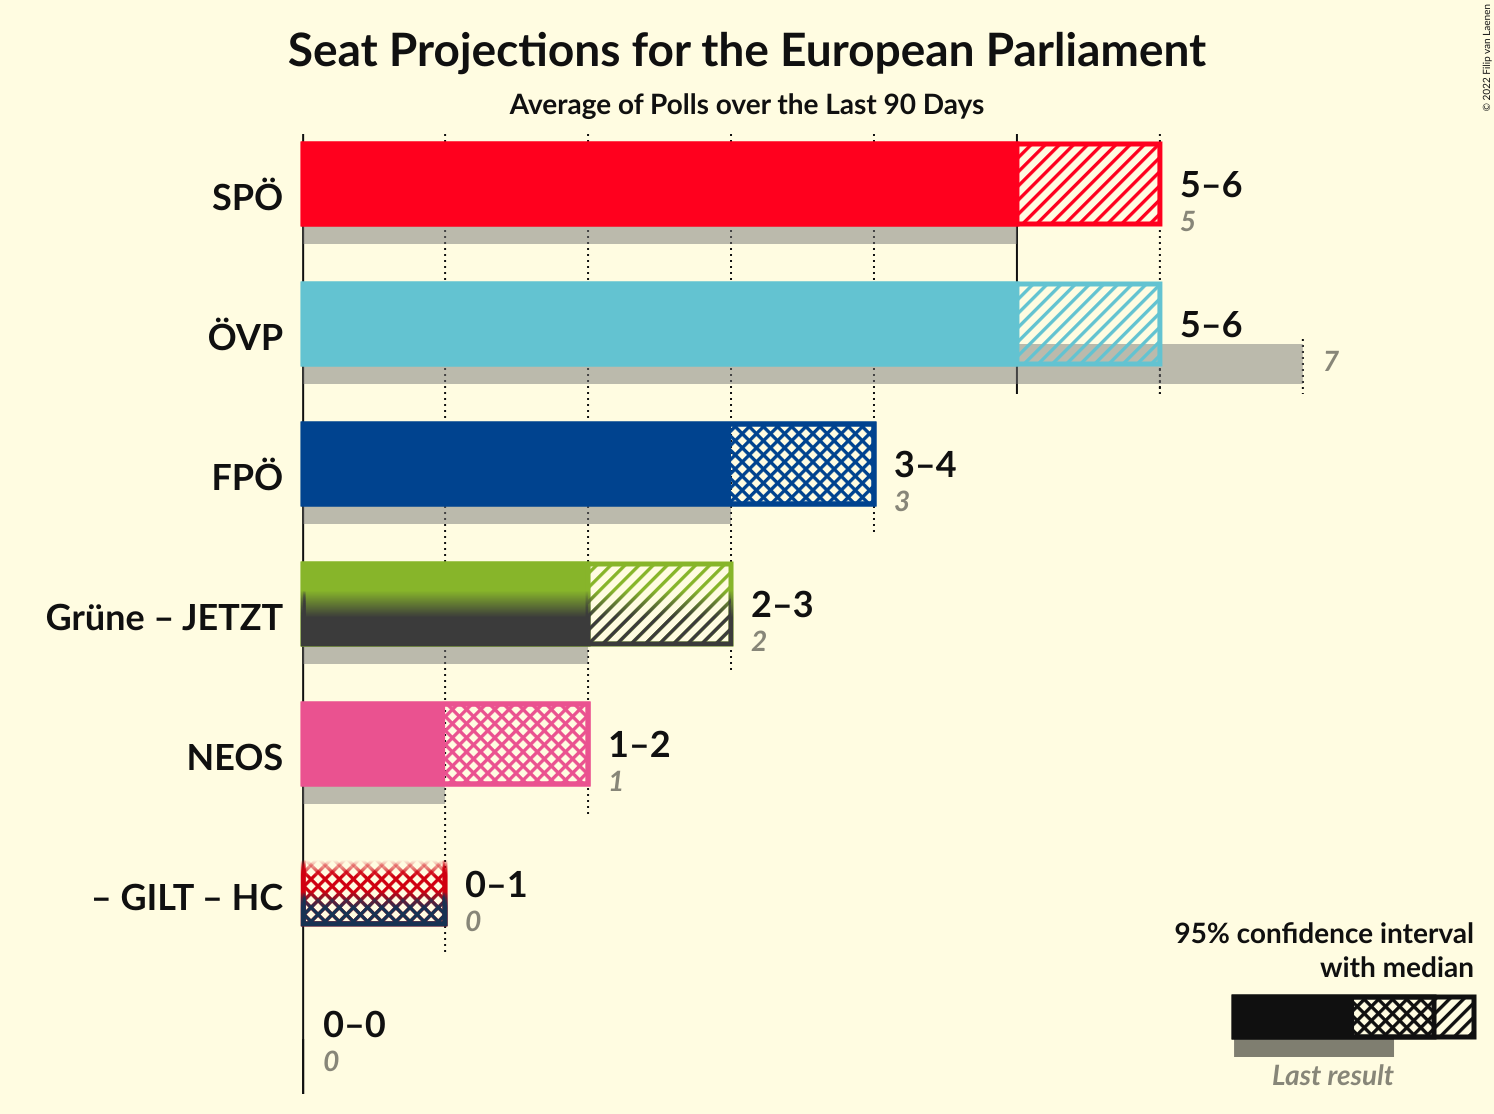 Seat Projections for the European Parliament
Average of Polls over the Last 90 Days
© 2022 Filip van Laenen
SPÖ
5–6
5
ÖVP
5–6
7
FPÖ
3–4
3
Grüne – JETZT
2–3
2
NEOS
1–2
1
– GILT – HC
0–1
0
0–0
0
95% confidence interval
with median
Last result